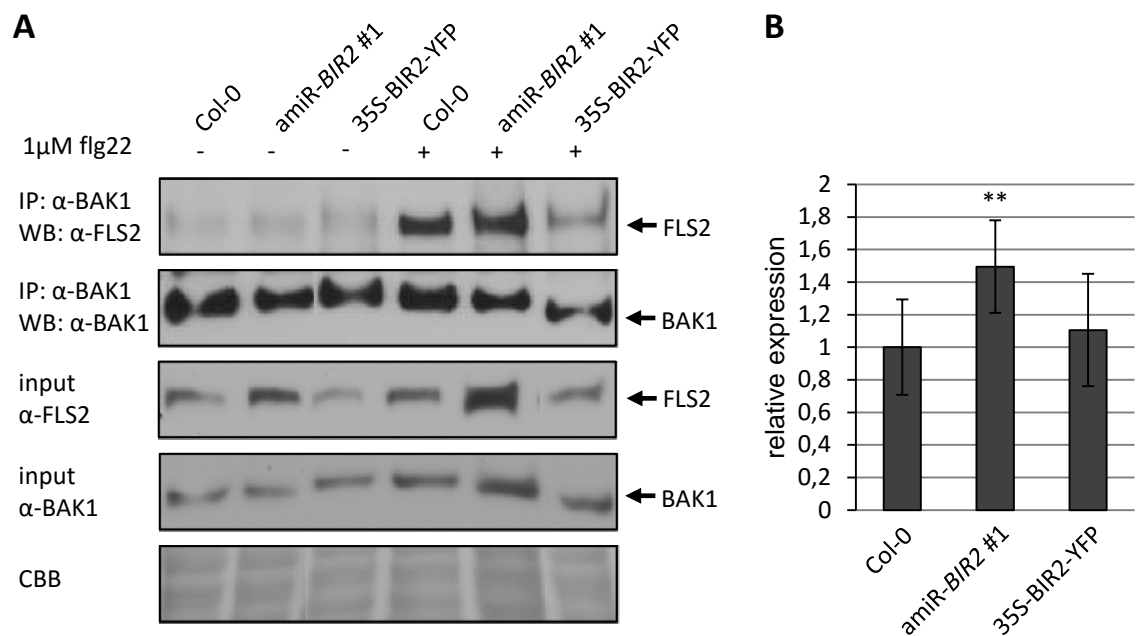 A
Col-0
amiR-BIR2 #1
35S-BIR2-YFP
Col-0
amiR-BIR2 #1
35S-BIR2-YFP
1µM flg22
- - - + + +
IP: α-BAK1
WB: α-FLS2
FLS2
IP: α-BAK1
WB: α-BAK1
BAK1
input
α-FLS2
FLS2
input
α-BAK1
BAK1
CBB
B
relative expression
2
1,8
1,6
1,4
1,2
1
0,8
0,6
0,4
0,2
0
**
Col-0
amiR-BIR2 #1
35S-BIR2-YFP